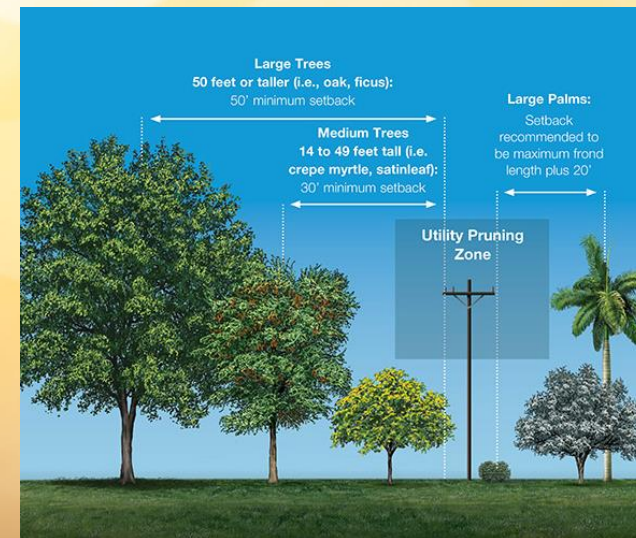 Large Trees
50 feet or taller (i.e., oak, ficus):
50' minimum setback
Medium Trees
14 to 49 feet tall (i.e.
crepe myrtle, satinleaf):
30' minimum setback
Large Palms:
Setback
recommended to
be maximum frond
length plus 20'
Utility Pruning
Zone